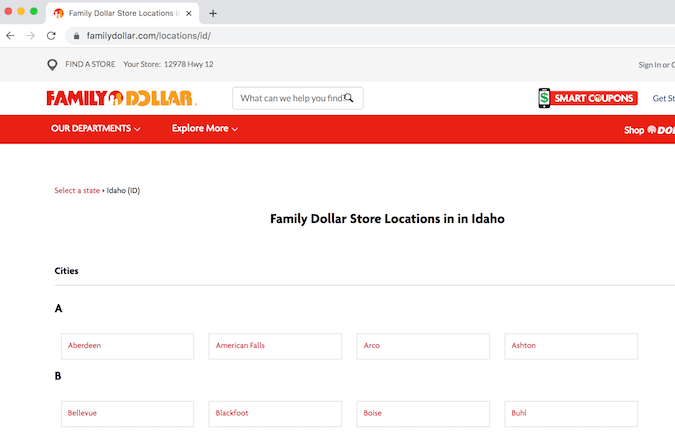 Family Dollar Store Locations in i
familydollar.com/locations/id/
FIND A STORE Your Store: 12978 Hwy 12
Sign In or C
FAMILY DOLLAR
What can we help you find?
SMART COUPONS
Get St
OUR DEPARTMENTS
Explore More
Shop DO
Select a state • Idaho (ID)
Family Dollar Store Locations in in Idaho
Cities
A
Aberdeen American Falls Arco Ashton
B
Bellevue Blackfoot Boise Buhl